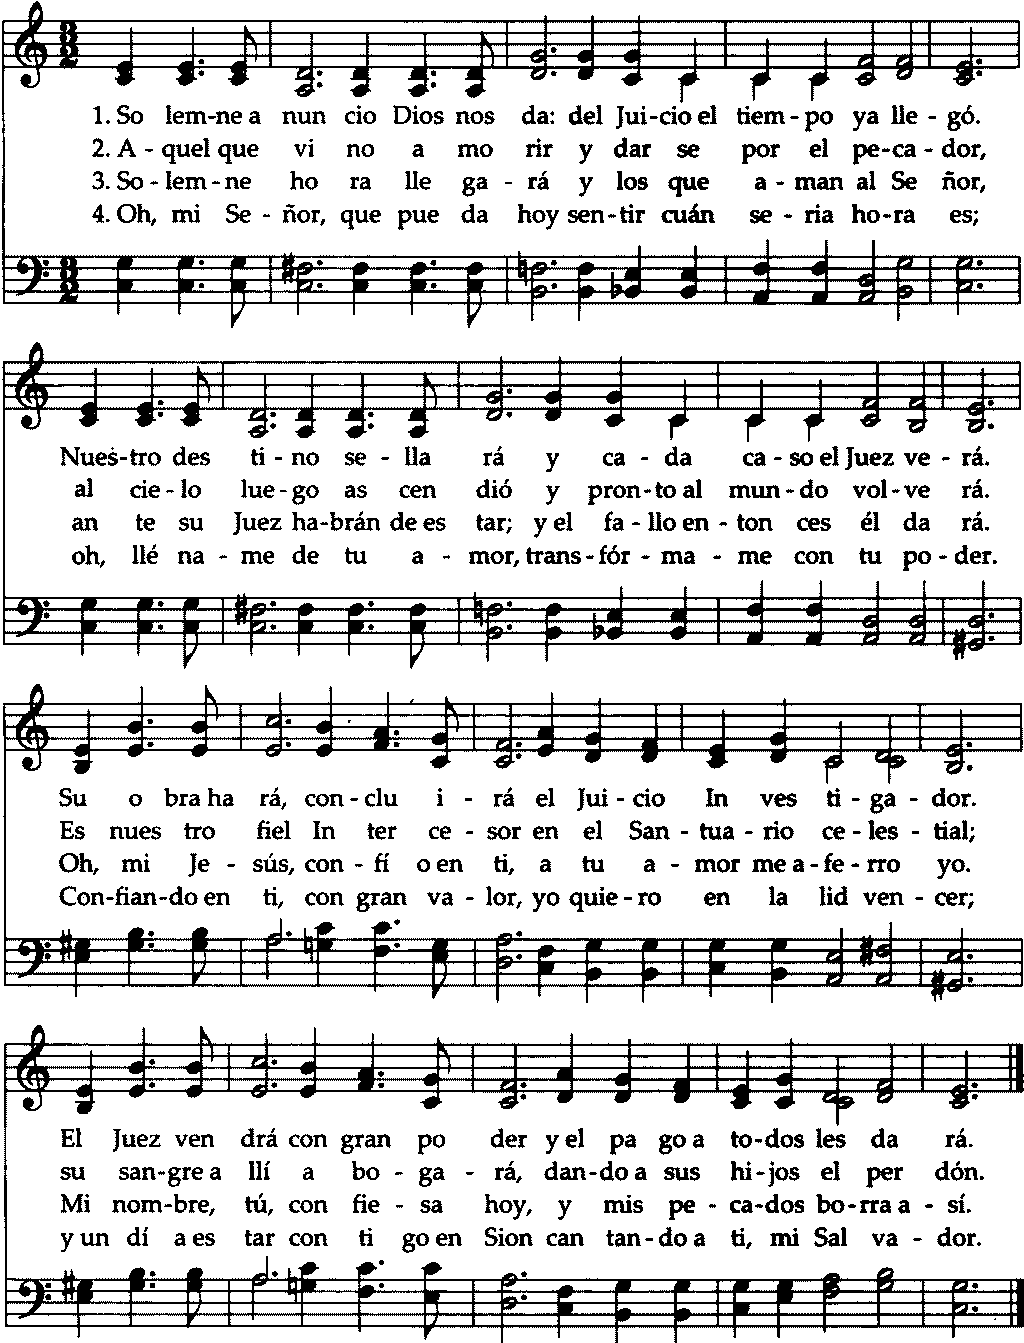 3 2
1. So lem-ne a nun cio Dios nos da: del Jui-cio el tiem-po ya lle-gó.
2. A-quel que vi no a mo rir y dar se por el pe-ca-dor,
3. So-lem-ne ho ra lle ga-rá y los que a-man al Se ñor,
4. Oh, mi Se-ñor, que pue da hoy sen-tir cuán se-ria ho-ra es;
3 2
Nues-tro des ti-no se-lla rá y ca-da ca-so el Juez ve-rá.
al cie-lo lue-go as cen dió y pron-to al mun-do vol-ve rá.
an te su Juez ha-brán de es tar; y el fa-llo en-ton ces él da rá.
oh, llé na-me de tu a-mor, trans-fór-ma-me con tu po-der.
Su o bra ha rá, con-clu i-rá el Jui-cio In ves ti-ga-dor.
Es nues tro fiel In ter ce-sor en el San-tua-rio ce-les-tial;
Oh, mi Je-sús, con-fí o en ti, a tu a-mor me a-fe-rro yo.
Con-fian-do en ti, con gran va-lor, yo quie-ro en la lid ven-cer;
El Juez ven drá con gran po der y el pa go a to-dos les da rá.
su san-gre a llí a bo-ga-rá, dan-do a sus hi-jos el per dón.
Mi nom-bre, tú, con fie-sa hoy, y mis pe-ca-dos bo-rra a-sí.
y un dí a es tar con ti go en Sion can tan-do a ti, mi Sal va-dor.